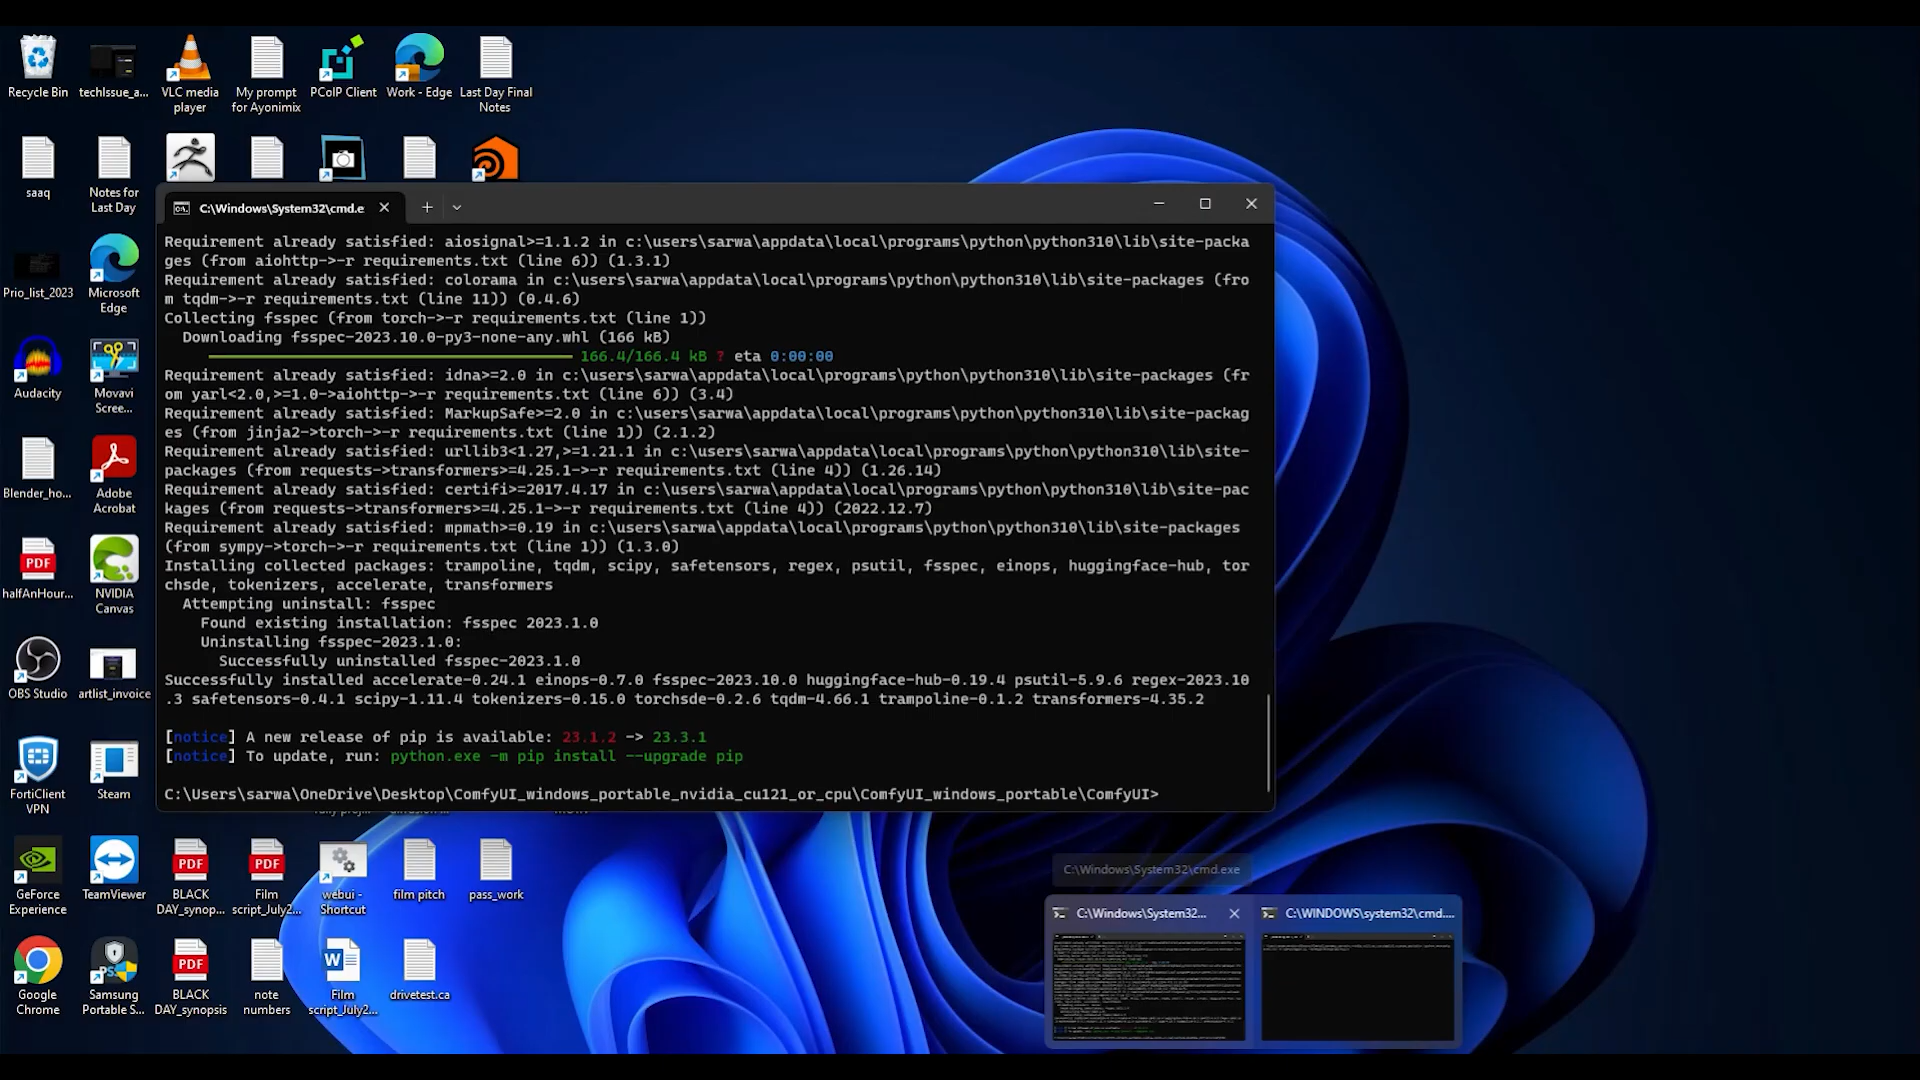 Recycle Bin
techIssue_a...
VLC media
player
My prompt
for Ayonimix
PCoIP Client
Work - Edge
Last Day Final
Notes
saaq
Notes for
Last Day
C:\Windows\System32\cmd.e
Requirement already satisfied: aiosignal>=1.1.2 in c:\users\sarwa\appdata\local\programs\python\python310\lib\site-packa
ges (from aiohttp->-r requirements.txt (line 6)) (1.3.1)
Requirement already satisfied: colorama in c:\users\sarwa\appdata\local\programs\python\python310\lib\site-packages (fro
m tqdm->-r requirements.txt (line 11)) (0.4.6)
Collecting fsspec (from torch->-r requirements.txt (line 1))
Downloading fsspec-2023.10.0-py3-none-any.whl (166 kB)
166.4/166.4 kB ? eta 0:00:00
Requirement already satisfied: idna>=2.0 in c:\users\sarwa\appdata\local\programs\python\python310\lib\site-packages (fr
om yarl<2.0,>=1.0->aiohttp->-r requirements.txt (line 6)) (3.4)
Requirement already satisfied: MarkupSafe>=2.0 in c:\users\sarwa\appdata\local\programs\python\python310\lib\site-packag
es (from jinja2->torch->-r requirements.txt (line 1)) (2.1.2)
Requirement already satisfied: urllib3<1.27,>=1.21.1 in c:\users\sarwa\appdata\local\programs\python\python310\lib\site-
packages (from requests->transformers>=4.25.1->-r requirements.txt (line 4)) (1.26.14)
Requirement already satisfied: certifi>=2017.4.17 in c:\users\sarwa\appdata\local\programs\python\python310\lib\site-pac
kages (from requests->transformers>=4.25.1->-r requirements.txt (line 4)) (2022.12.7)
Requirement already satisfied: mpmath>=0.19 in c:\users\sarwa\appdata\local\programs\python\python310\lib\site-packages
(from sympy->torch->-r requirements.txt (line 1)) (1.3.0)
Installing collected packages: trampoline, tqdm, scipy, safetensors, regex, psutil, fsspec, einops, huggingface-hub, tor
chsde, tokenizers, accelerate, transformers
Attempting uninstall: fsspec
Found existing installation: fsspec 2023.1.0
Uninstalling fsspec-2023.1.0:
Successfully uninstalled fsspec-2023.1.0
Successfully installed accelerate-0.24.1 einops-0.7.0 fsspec-2023.10.0 huggingface-hub-0.19.4 psutil-5.9.6 regex-2023.10
.3 safetensors-0.4.1 scipy-1.11.4 tokenizers-0.15.0 torchsde-0.2.6 tqdm-4.66.1 trampoline-0.1.2 transformers-4.35.2
[notice] A new release of pip is available: 23.1.2 -> 23.3.1
[notice] To update, run: python.exe -m pip install --upgrade pip
C:\Users\sarwa\OneDrive\Desktop\ComfyUI_windows_portable_nvidia_cu121_or_cpu\ComfyUI_windows_portable\ComfyUI>
Prio_list_2023
Microsoft
Edge
Audacity
Movavi
Scree...
Blender_ho...
Adobe
Acrobat
PDF
halfAnHour...
NVIDIA
Canvas
OBS Studio
artlist_invoice
FortiClient
VPN
Steam
GeForce
Experience
TeamViewer
PDF
BLACK
DAY_synop...
PDF
Film
script_July2...
webui -
Shortcut
film pitch
pass_work
Google
Chrome
Samsung
Portable S...
PDF
BLACK
DAY_synopsis
note
numbers
Film
script_July2...
drivetest.ca
C:\Windows\System32\cmd.exe
C:\Windows\System32...
C:\WINDOWS\system32\cmd....